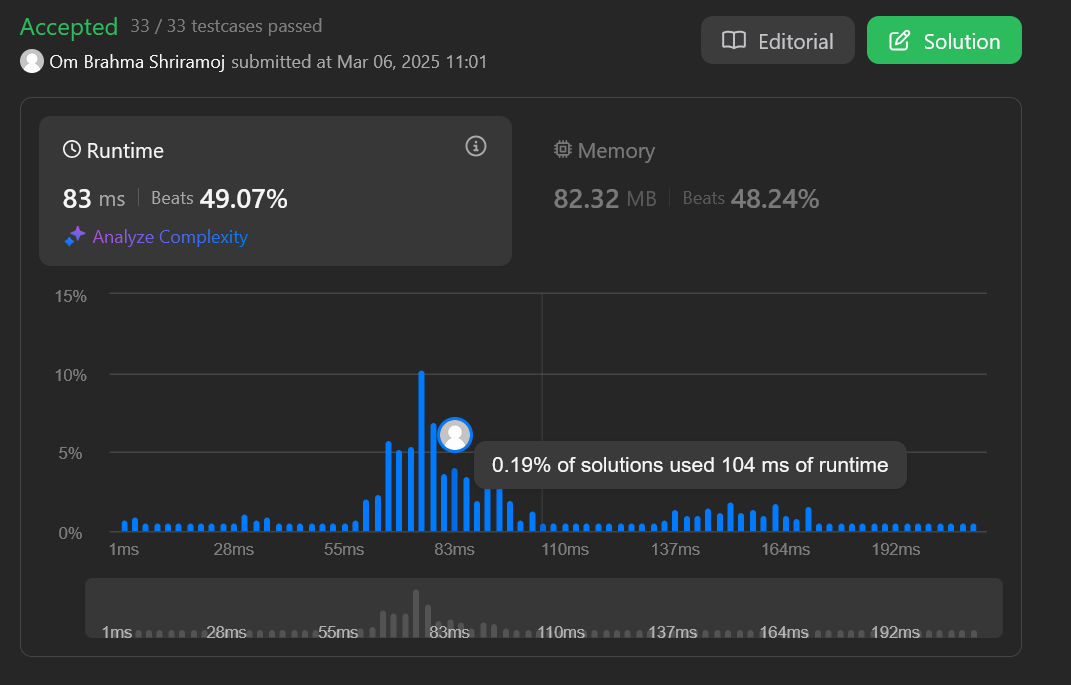 Accepted 33 / 33 testcases passed
Editorial
Solution
Om Brahma Shriramoj submitted at Mar 06, 2025 11:01
Runtime
83 ms Beats 49.07%
Analyze Complexity
Memory
82.32 MB Beats 48.24%
15%
10%
5%
0%
0.19% of solutions used 104 ms of runtime
1ms 28ms 55ms 83ms 110ms 137ms 164ms 192ms
1ms 28ms 55ms 83ms 110ms 137ms 164ms 192ms